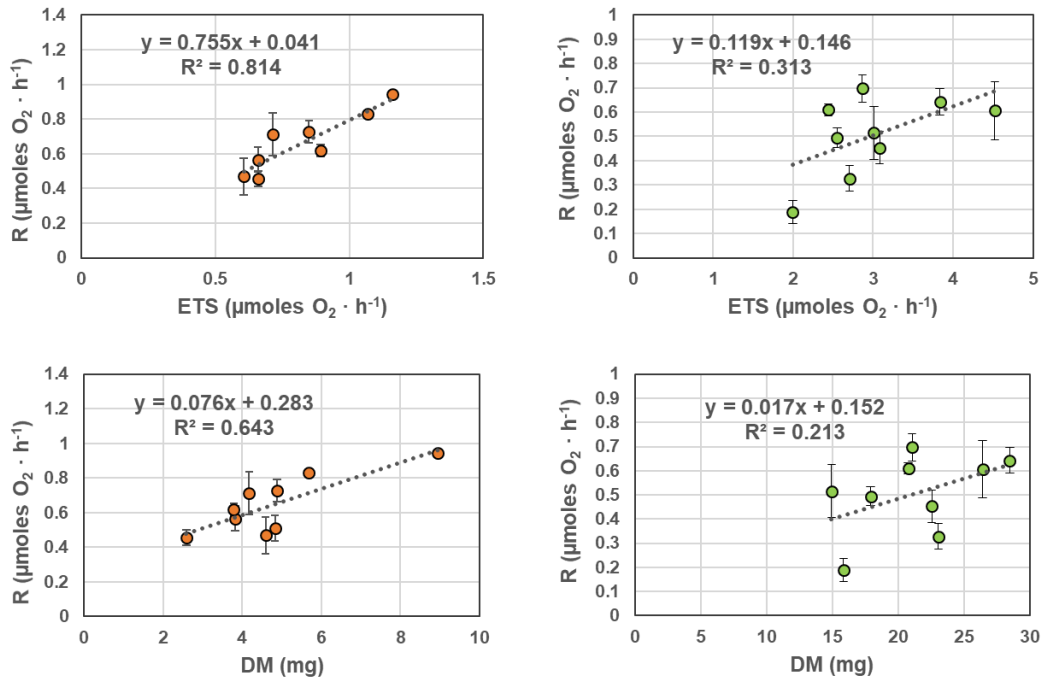 R (µmoles O₂ · h⁻¹)
1.4
1.2
1
0.8
0.6
0.4
0.2
0
y = 0.755x + 0.041
R² = 0.814
0 0.5 1 1.5
ETS (µmoles O₂ · h⁻¹)
R (µmoles O₂ · h⁻¹)
1
0.9
0.8
0.7
0.6
0.5
0.4
0.3
0.2
0.1
0
y = 0.119x + 0.146
R² = 0.313
0 1 2 3 4 5
ETS (µmoles O₂ · h⁻¹)
R (µmoles O₂ · h⁻¹)
1.4
1.2
1
0.8
0.6
0.4
0.2
0
y = 0.076x + 0.283
R² = 0.643
0 2 4 6 8 10
DM (mg)
R (µmoles O₂ · h⁻¹)
1
0.9
0.8
0.7
0.6
0.5
0.4
0.3
0.2
0.1
0
y = 0.017x + 0.152
R² = 0.213
0 5 10 15 20 25 30
DM (mg)